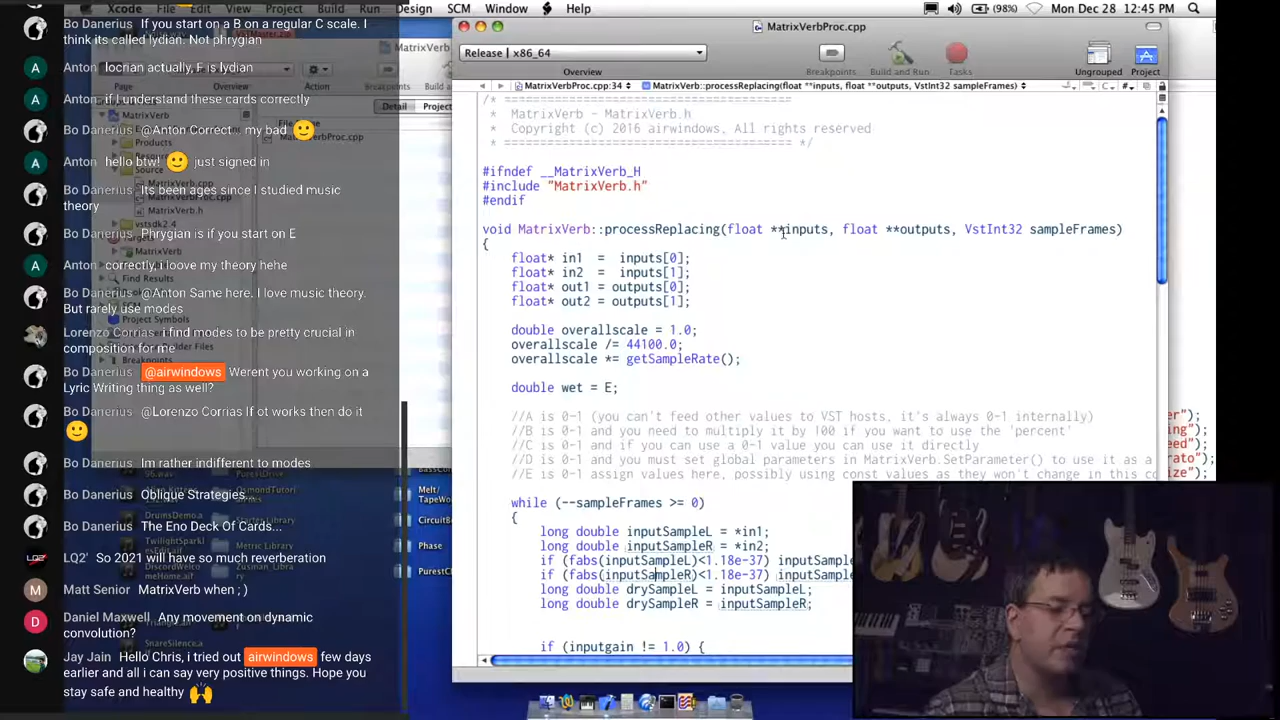 Bo Danerius If you start on a B on a regular C scale. I
think its called lydian. Not phrygian
Anton locrian actually, F is lydian
Anton if I understand these cards correctly
Bo Danerius @Anton Correct my bad 🙂
Anton hello btw! 🙂 just signed in
Bo Danerius Its been ages since I studied music
theory
Bo Danerius Phrygian is if you start on E
Anton correctly, i loove my theory hehe
Bo Danerius @Anton Same here. I love music theory.
But rarely use modes
Lorenzo Corrias i find modes to be pretty crucial in
composition for me
Bo Danerius @airwindows Werent you working on a
Lyric Writing thing as well?
Bo Danerius @Lorenzo Corrias If ot works then do it
🙂
Bo Danerius Im rather indifferent to modes
Bo Danerius Oblique Strategies...
Bo Danerius The Eno Deck Of Cards...
LQ2' So 2021 will have so much reverberation
Matt Senior MatrixVerb when ; )
Daniel Maxwell Any movement on dynamic
convolution?
Jay Jain Hello Chris, i tried out airwindows few days
earlier and all i can say very positive things. Hope you
stay safe and healthy 🙌
Xcode File Edit View Project Build Run Design SCM Window Help
(98%) Mon Dec 28 12:45 PM
MatrixVerbProc.cpp
Release | x86_64
Overview
Breakpoints
Build and Run
Tasks
Ungrouped
Project
MatrixVerbProc.cpp:34
MatrixVerb::processReplacing(float **inputs, float **outputs, VstInt32 sampleFrames)
/* ========================================
 * MatrixVerb - MatrixVerb.h
 * Copyright (c) 2016 airwindows, All rights reserved
 * ======================================== */
#ifndef __MatrixVerb_H
#include "MatrixVerb.h"
#endif
void MatrixVerb::processReplacing(float **inputs, float **outputs, VstInt32 sampleFrames)
{
float* in1 = inputs[0];
float* in2 = inputs[1];
float* out1 = outputs[0];
float* out2 = outputs[1];
double overallscale = 1.0;
overallscale /= 44100.0;
overallscale *= getSampleRate();
double wet = E;
//A is 0-1 (you can't feed other values to VST hosts, it's always 0-1 internally)
//B is 0-1 and you need to multiply it by 100 if you want to use the 'percent'
//C is 0-1 and if you can use a 0-1 value you can use it directly
//D is 0-1 and you must set global parameters in MatrixVerb.SetParameter() to use it as a
//E is 0-1 assign values here, possibly using const values as they won't change in this
while (--sampleFrames >= 0)
{
long double inputSampleL = *in1;
long double inputSampleR = *in2;
if (fabs(inputSampleL)<1.18e-37) inputSample
if (fabs(inputSampleR)<1.18e-37) inputSample
long double drySampleL = inputSampleL;
long double drySampleR = inputSampleR;
if (inputgain != 1.0) {